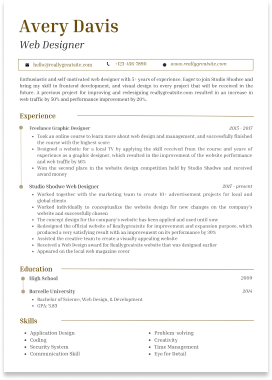 Avery Davis
Web Designer
hello@reallygreatsite.com
+123-456-7890
www.reallygreatsite.com
Enthusiastic and self motivated web designer with 5+ years of experience. Eager to join Studio Shodwe and
bring my skill in frontend development, and visual design to every project that will be received in the
future. A previous project for improving and redesigning reallygreatsite.com resulted in an increase in
web traffic by 50% and performance improvement by 20%.
Experience
Freelance Graphic Designer
2015 - 2017
Took an online course to learn more about web design and management, and successfully finished
the course with the highest score
Designed a website for a local TV by applying the skill received from the course and years of
experience as a graphic designer, which resulted in the improvement of the website performance
and web traffic by
Won the second place in the website design competition held by Studio Shodwe and received
award money
Studio Shodwe Web Designer
2017 - present
Worked together with the marketing team to create 10+ advertisement projects for local and
global clients
Worked individually to conceptualize the website design for new changes on the company's
website and successfully chosen
The concept design for the company's website has been applied and used until now
Redesigned the official website of Reallygreatsite for improvement and expansion purpose, which
produced a very satisfying result with an improvement on its performance by 30%
Assisted the creative team to create a visually appealing website
Received a Web Design award for Reallygreatsite website that was designed earlier
Appeared on the local web magazine cover
Education
High School
2009
Borcelle University
2014
Bachelor of Science, Web Design, & Development
GPA: 3.63
Skills
Application Design
Coding
Security System
Communication Skill
Problem-solving
Creativity
Time Management
Eye for Detail